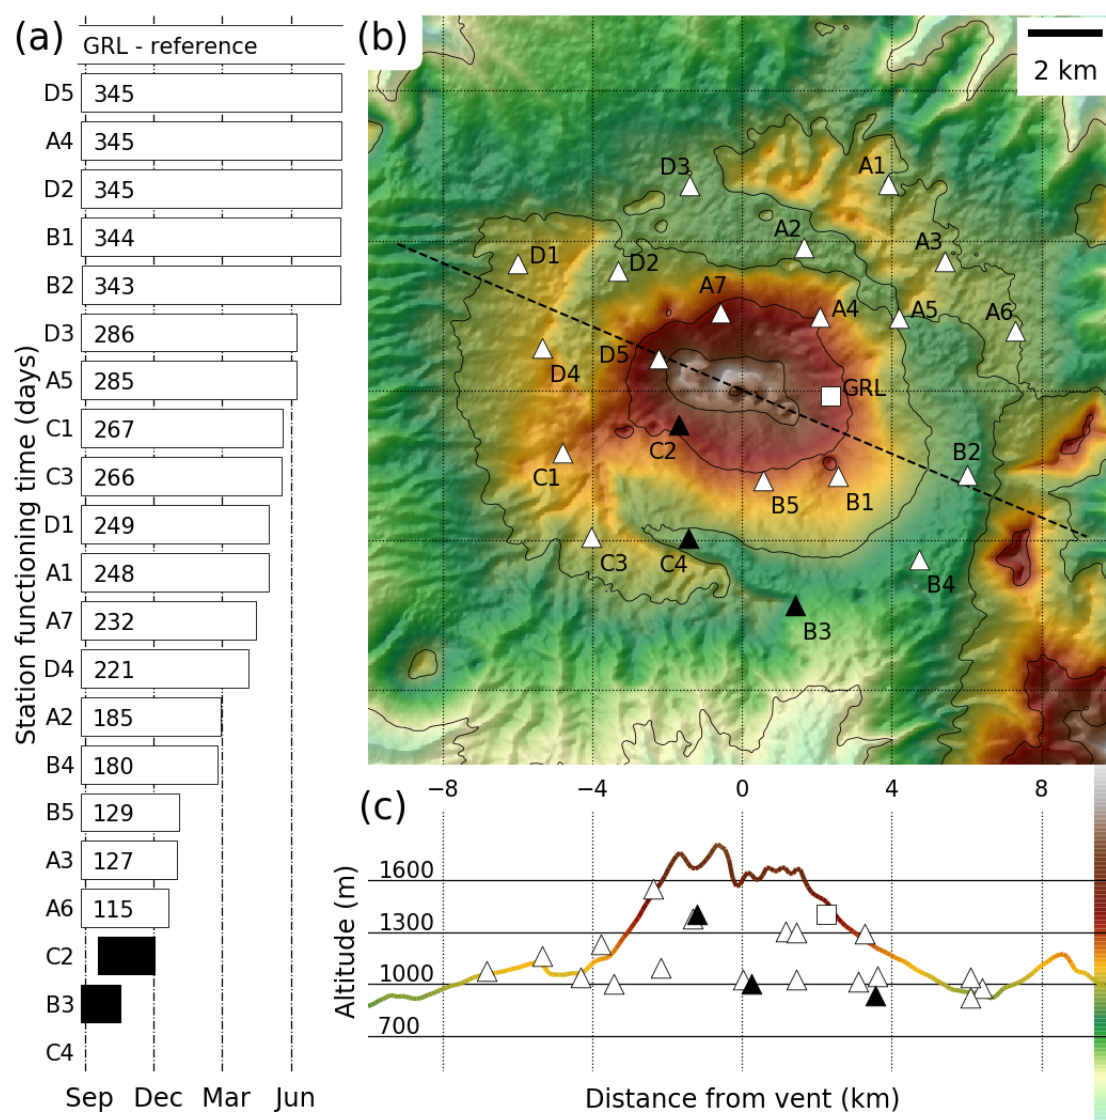 (a)
GRL - reference
Station functioning time (days)
D5 345
A4 345
D2 345
B1 344
B2 343
D3 286
A5 285
C1 267
C3 266
D1 249
A1 248
A7 232
D4 221
A2 185
B4 180
B5 129
A3 127
A6 115
C2
B3
C4
Sep Dec Mar Jun
(b)
2 km
D3
A1
A2
A3
D1
D2
A7
A4
A5
A6
D5
D4
GRL
C2
C1
B2
B5
B1
C3
C4
B4
B3
(c)
−8 −4 0 4 8
Altitude (m)
1600
1300
1000
700
Distance from vent (km)